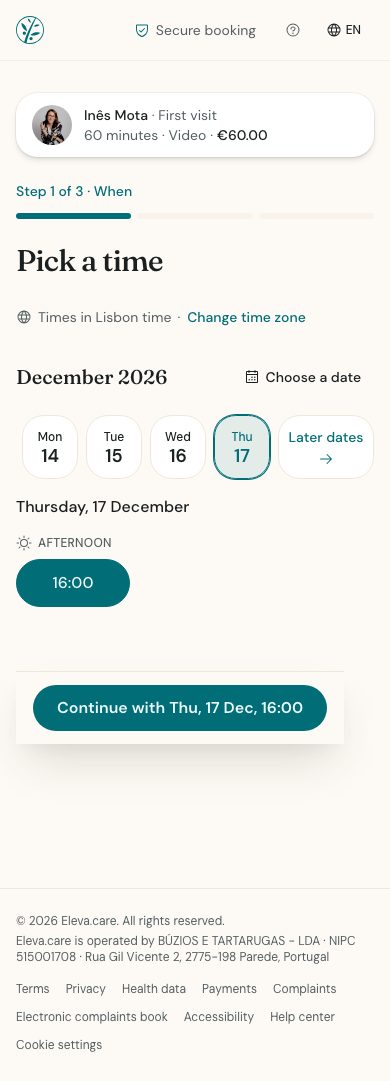 Secure booking
EN
Inês Mota · First visit
60 minutes · Video · €60.00
Step 1 of 3 · When
Pick a time
Times in Lisbon time · Change time zone
December 2026
Choose a date
Mon
14
Tue
15
Wed
16
Thu
17
Later dates
→
Thursday, 17 December
AFTERNOON
16:00
Continue with Thu, 17 Dec, 16:00
© 2026 Eleva.care. All rights reserved.
Eleva.care is operated by BÚZIOS E TARTARUGAS – LDA · NIPC
515001708 · Rua Gil Vicente 2, 2775-198 Parede, Portugal
Terms Privacy Health data Payments Complaints
Electronic complaints book Accessibility Help center
Cookie settings